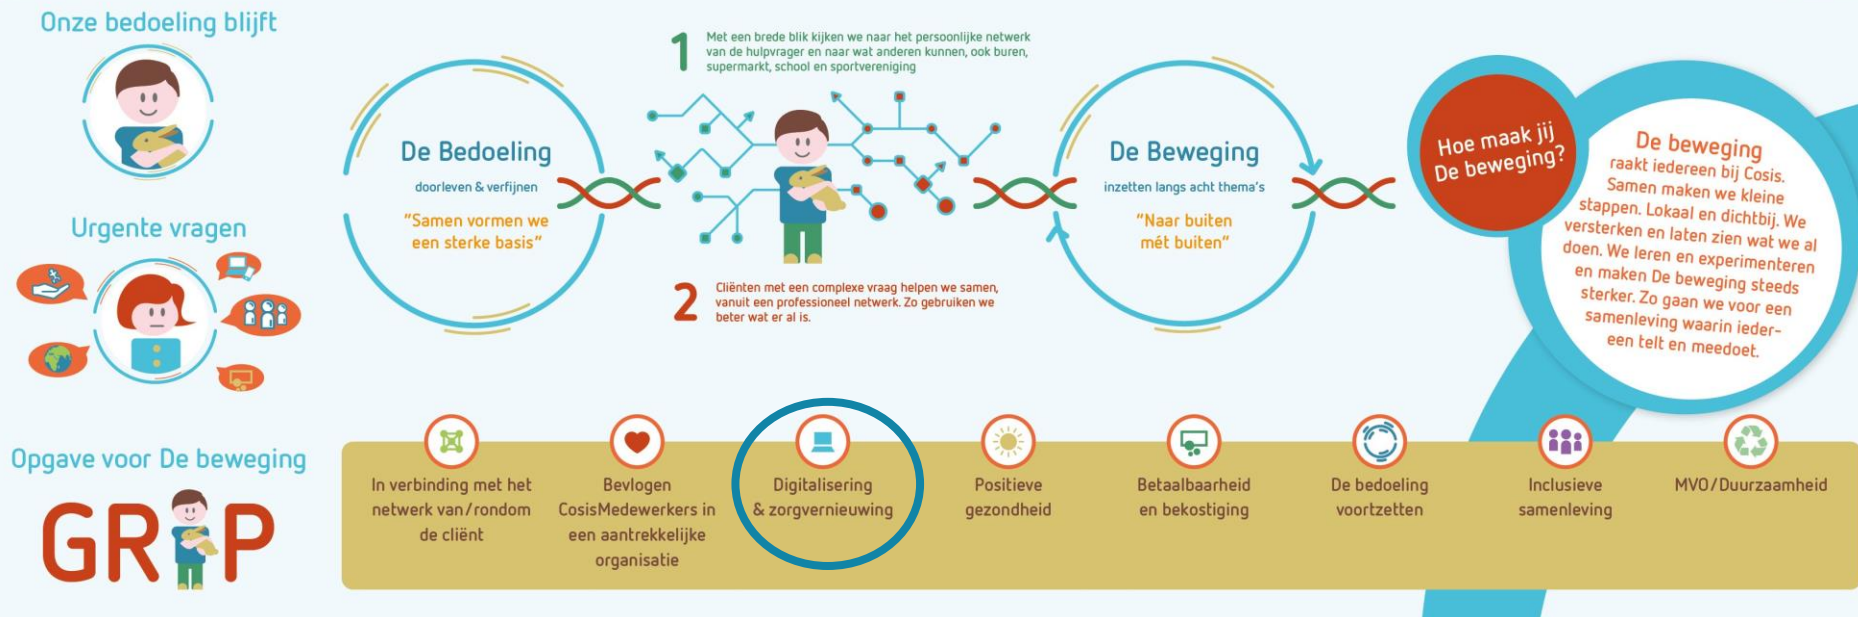 Onze bedoeling blijft
Urgente vragen
Opgave voor De beweging
GRIP
De Bedoeling
doorleven & verfijnen
"Samen vormen we
een sterke basis"
1
Met een brede blik kijken we naar het persoonlijke netwerk
van de hulpvrager en naar wat anderen kunnen, ook buren,
supermarkt, school en sportvereniging
2
Cliënten met een complexe vraag helpen we samen,
vanuit een professioneel netwerk. Zo gebruiken we
beter wat er al is.
De Beweging
inzetten langs acht thema's
"Naar buiten
mét buiten"
Hoe maak jij
De beweging?
De beweging
raakt iedereen bij Cosis.
Samen maken we kleine
stappen. Lokaal en dichtbij. We
versterken en laten zien wat we al
doen. We leren en experimenteren
en maken De beweging steeds
sterker. Zo gaan we voor een
samenleving waarin ieder-
een telt en meedoet.
In verbinding met het
netwerk van/rondom
de cliënt
Bevlogen
CosisMedewerkers in
een aantrekkelijke
organisatie
Digitalisering
& zorgvernieuwing
Positieve
gezondheid
Betaalbaarheid
en bekostiging
De bedoeling
voortzetten
Inclusieve
samenleving
MVO/Duurzaamheid